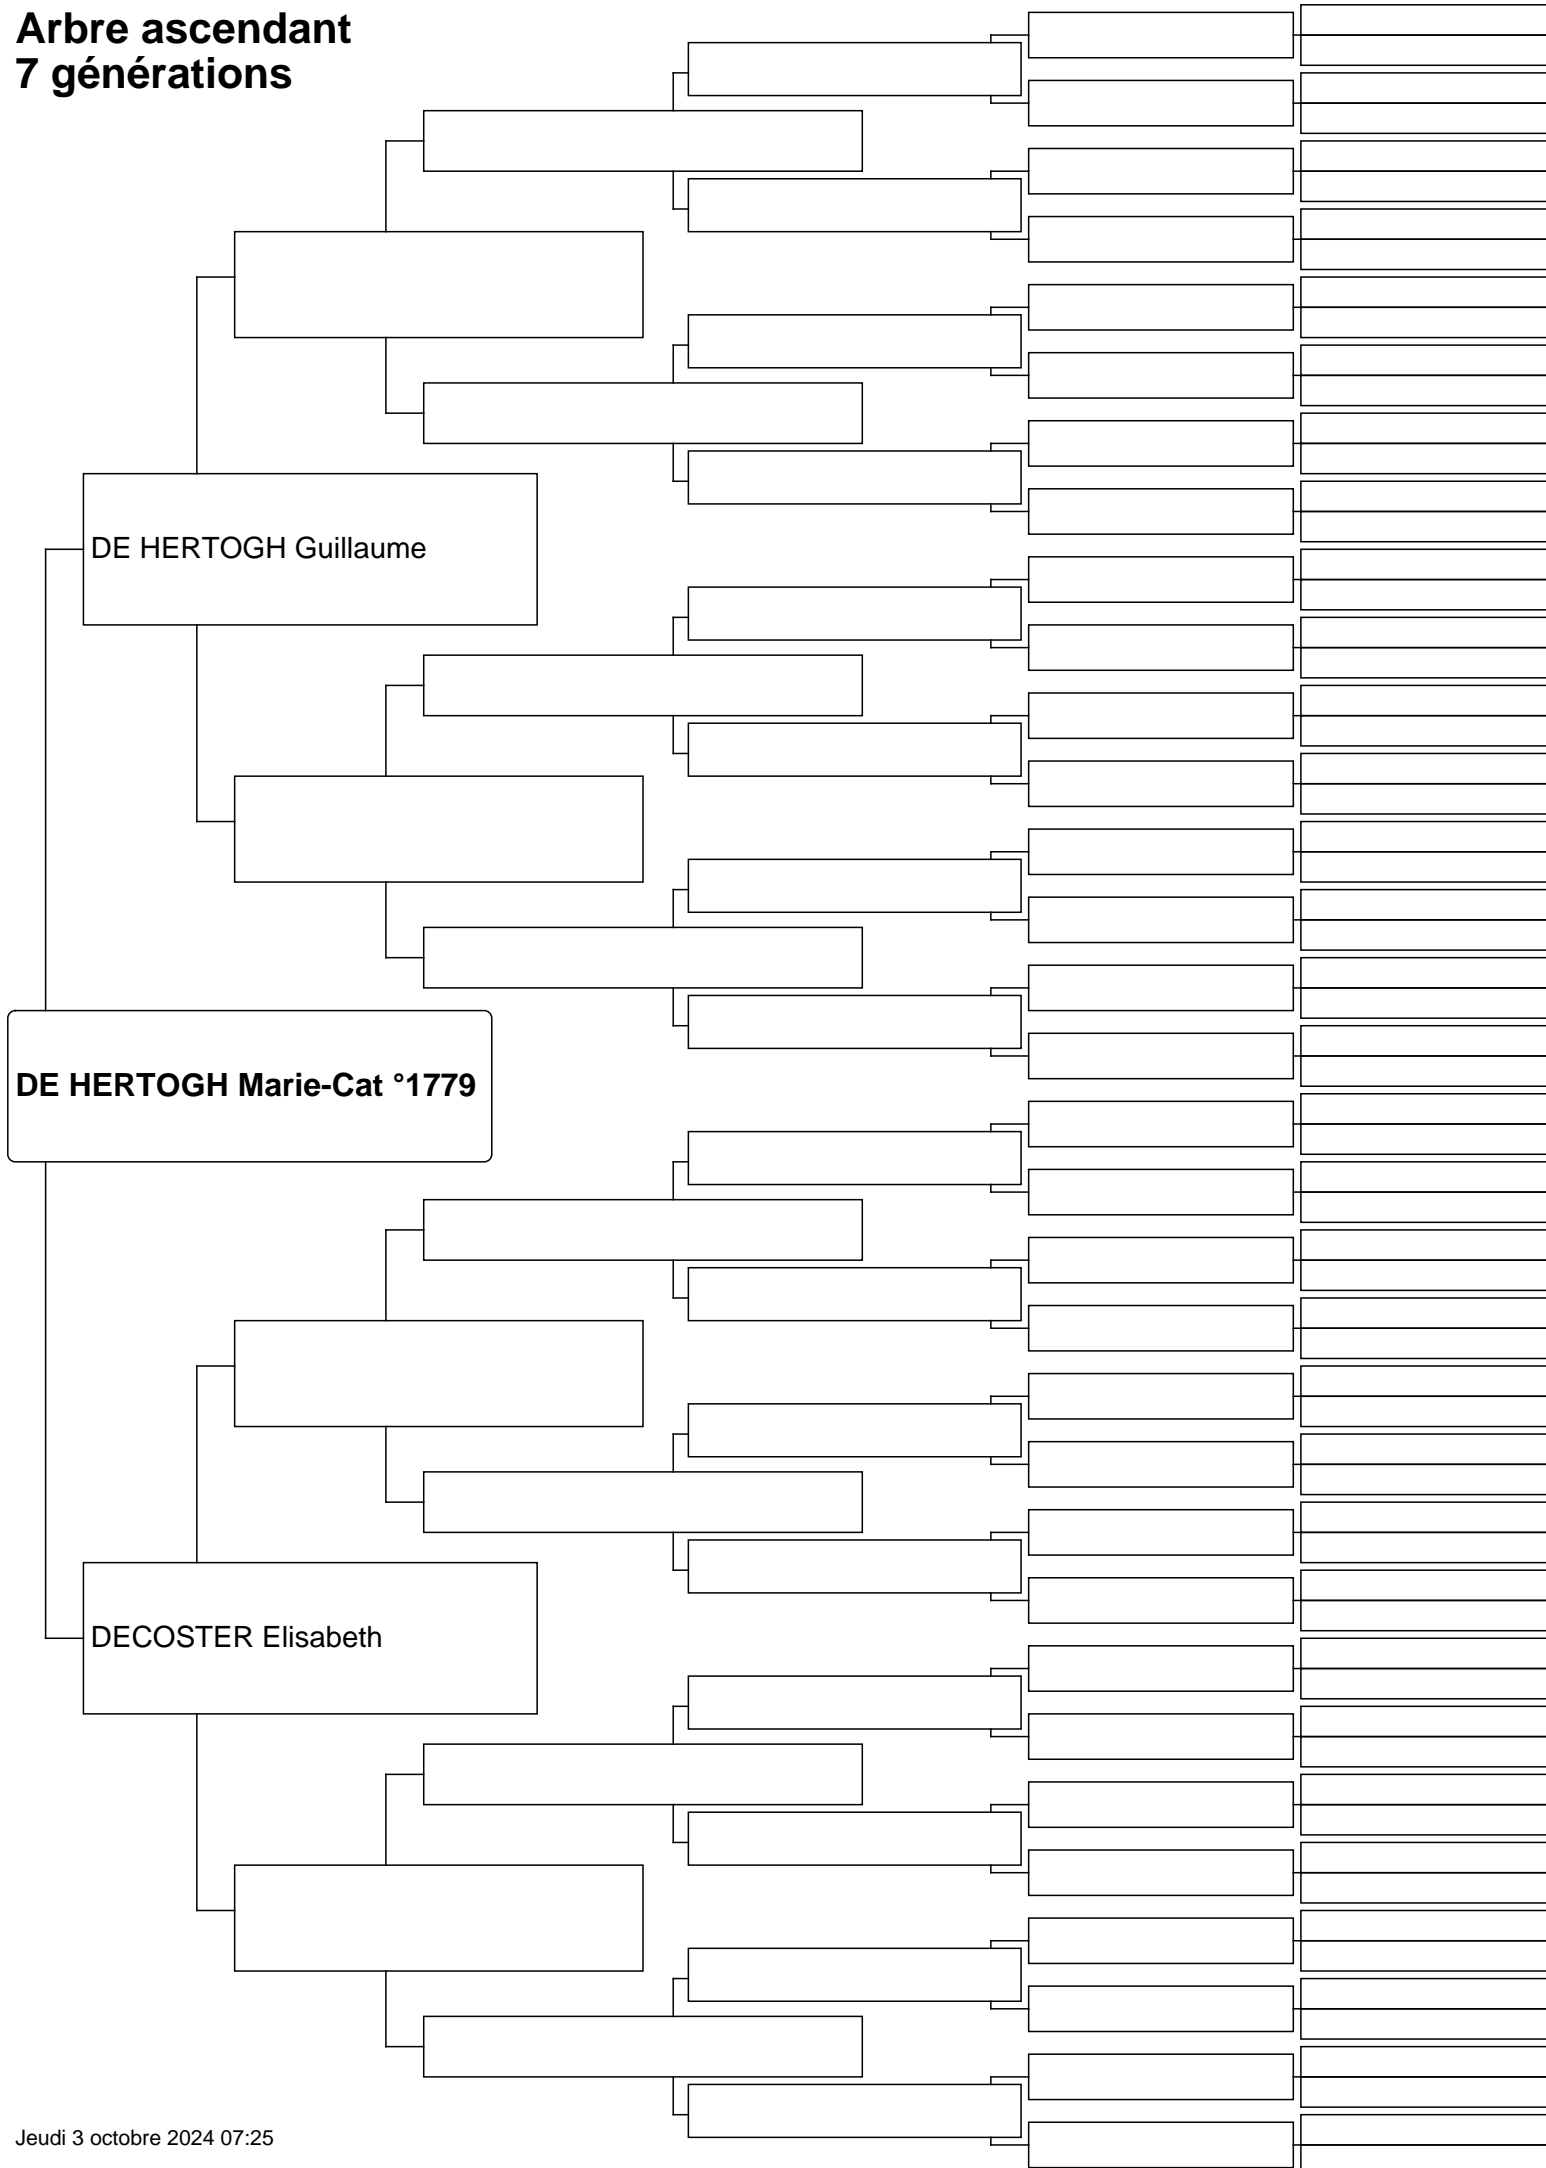 Arbre ascendant
7 générations
DE HERTOGH Guillaume
DE HERTOGH Marie-Cat °1779
DECOSTER Elisabeth
Jeudi 3 octobre 2024 07:25